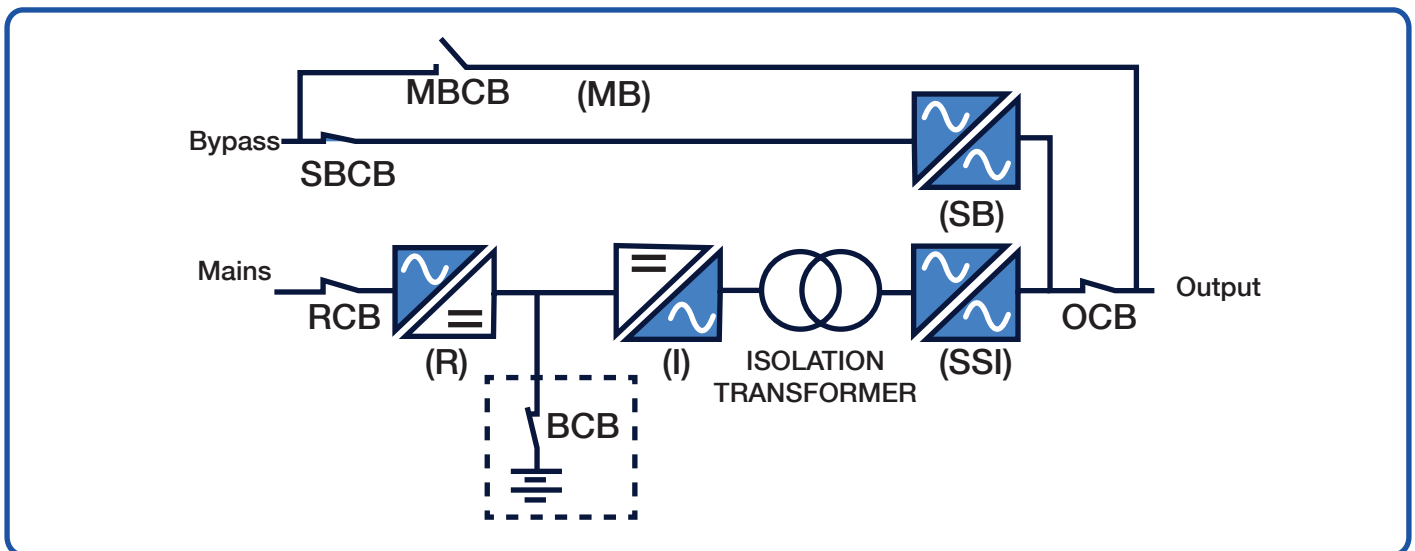 MBCB (MB)
Bypass
SBCB
(SB)
Mains
Output
RCB
OCB
(R)
(I)
ISOLATION
TRANSFORMER
(SSI)
BCB